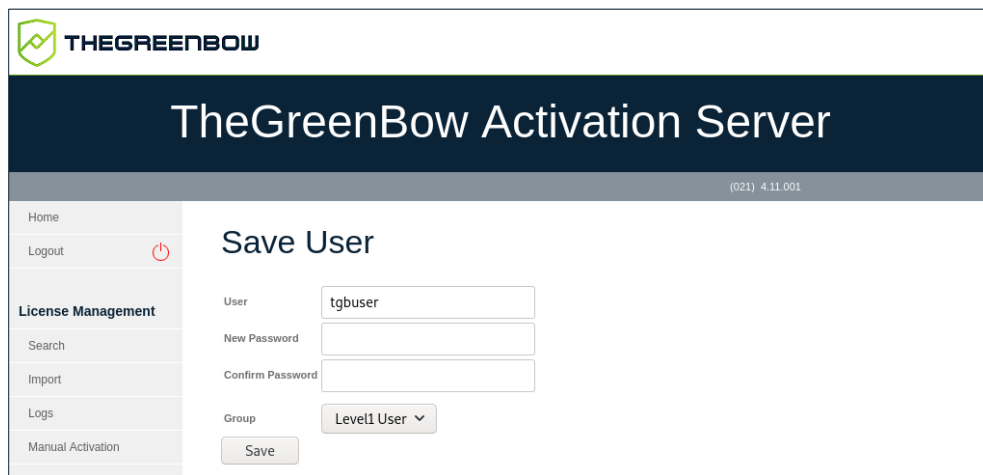 THEGREENBOW
TheGreenBow Activation Server
(021) 4.11.001
Home
Logout
License Management
Search
Import
Logs
Manual Activation
Save User
User tgbuser
New Password
Confirm Password
Group Level1 User
Save